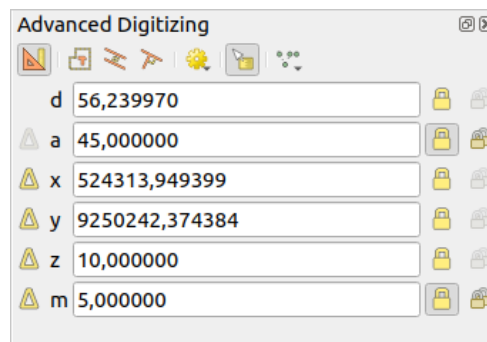 Advanced Digitizing
d 56,239970
a 45,000000
x 524313,949399
y 9250242,374384
z 10,000000
m 5,000000